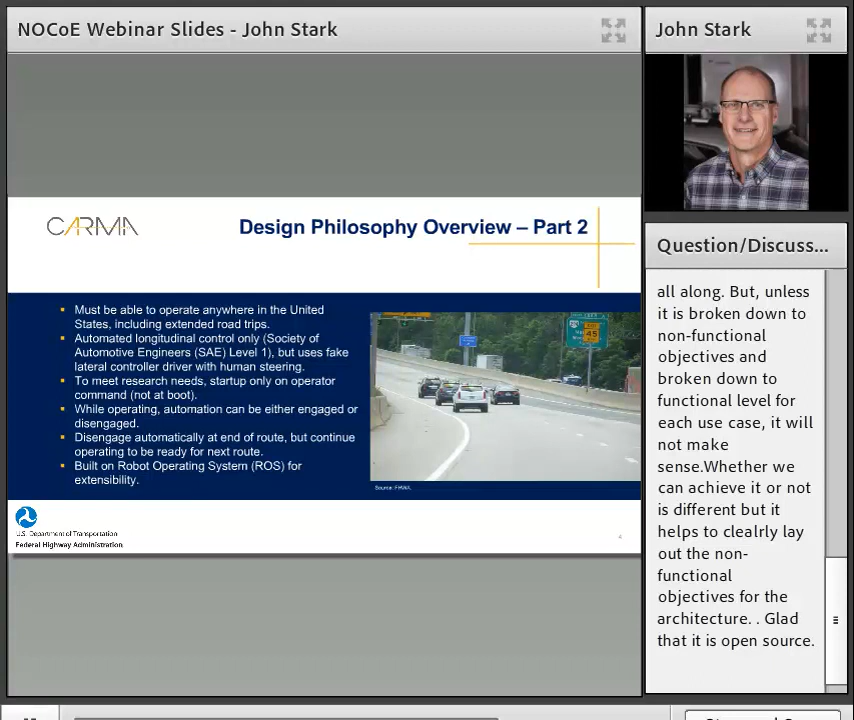 NOCoE Webinar Slides - John Stark
John Stark
CARMA
Design Philosophy Overview – Part 2
Must be able to operate anywhere in the United
States, including extended road trips.
Automated longitudinal control only (Society of
Automotive Engineers (SAE) Level 1), but uses fake
lateral controller driver with human steering.
To meet research needs, startup only on operator
command (not at boot).
While operating, automation can be either engaged or
disengaged.
Disengage automatically at end of route, but continue
operating to be ready for next route.
Built on Robot Operating System (ROS) for
extensibility.
45
Source: FHWA
U.S. Department of Transportation
Federal Highway Administration
4
Question/Discuss...
all along. But, unless
it is broken down to
non-functional
objectives and
broken down to
functional level for
each use case, it will
not make
sense.Whether we
can achieve it or not
is different but it
helps to clealrly lay
out the non-
functional
objectives for the
architecture. . Glad
that it is open source.